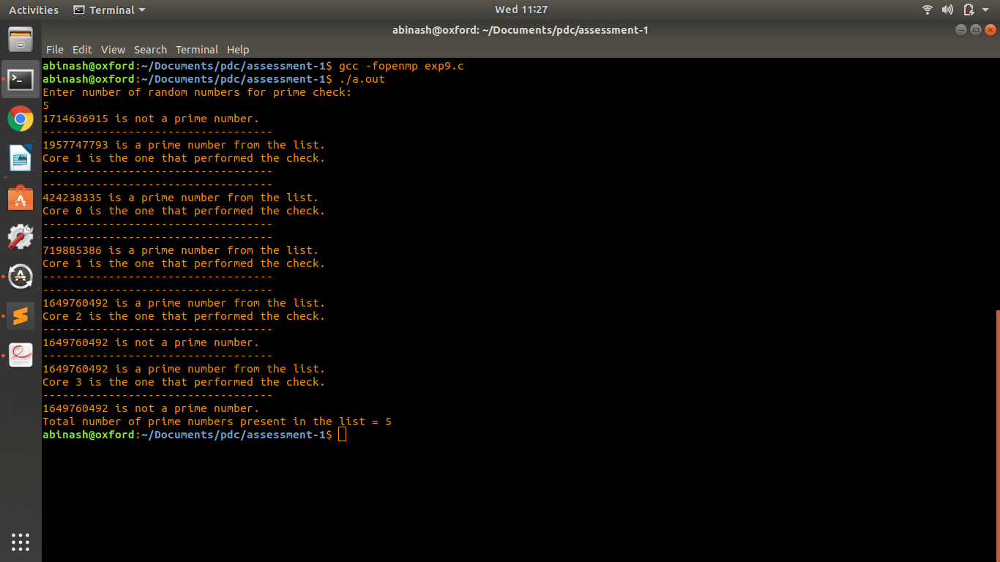 Activities
Terminal
Wed 11:27
abinash@oxford: ~/Documents/pdc/assessment-1
File Edit View Search Terminal Help
abinash@oxford:~/Documents/pdc/assessment-1$ gcc -fopenmp exp9.c
abinash@oxford:~/Documents/pdc/assessment-1$ ./a.out
Enter number of random numbers for prime check:
5
1714636915 is not a prime number.
-----------------------------------
1957747793 is a prime number from the list.
Core 1 is the one that performed the check.
-----------------------------------
-----------------------------------
424238335 is a prime number from the list.
Core 0 is the one that performed the check.
-----------------------------------
-----------------------------------
719885386 is a prime number from the list.
Core 1 is the one that performed the check.
-----------------------------------
-----------------------------------
1649760492 is a prime number from the list.
Core 2 is the one that performed the check.
-----------------------------------
1649760492 is not a prime number.
-----------------------------------
1649760492 is a prime number from the list.
Core 3 is the one that performed the check.
-----------------------------------
1649760492 is not a prime number.
Total number of prime numbers present in the list = 5
abinash@oxford:~/Documents/pdc/assessment-1$